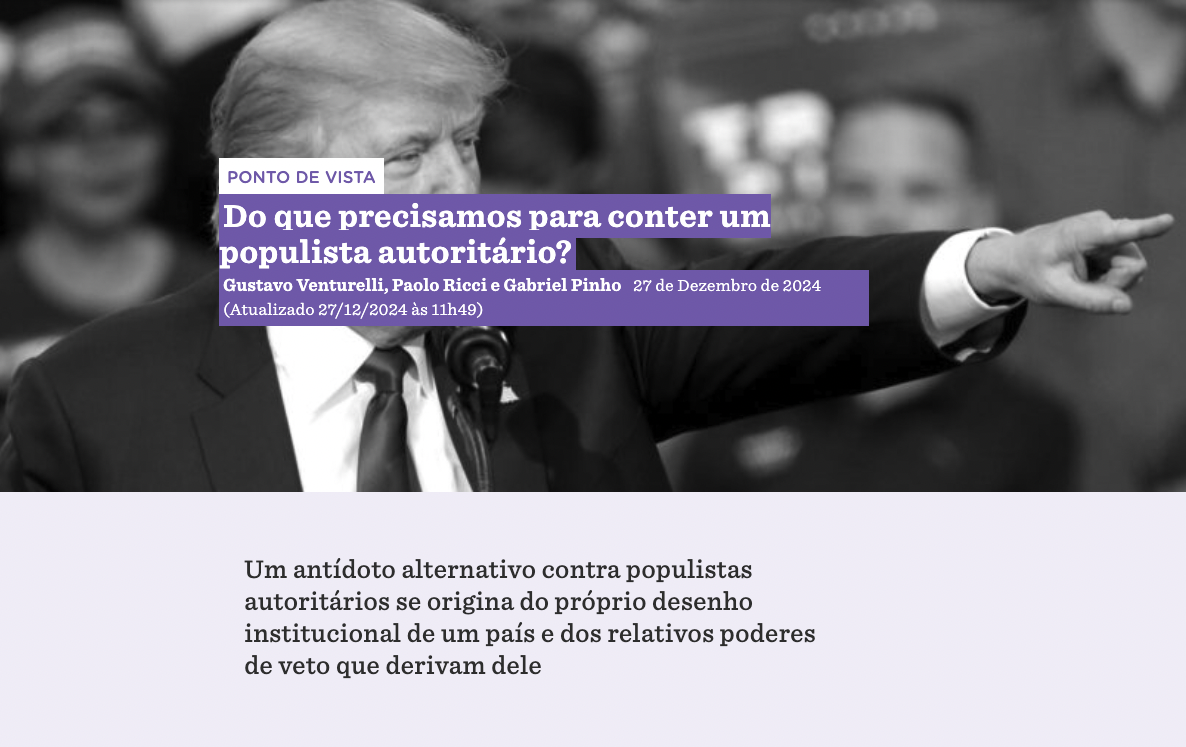 PONTO DE VISTA
Do que precisamos para conter um
populista autoritário?
Gustavo Venturelli, Paolo Ricci e Gabriel Pinho 27 de Dezembro de 2024
(Atualizado 27/12/2024 às 11h49)
Um antídoto alternativo contra populistas
autoritários se origina do próprio desenho
institucional de um país e dos relativos poderes
de veto que derivam dele